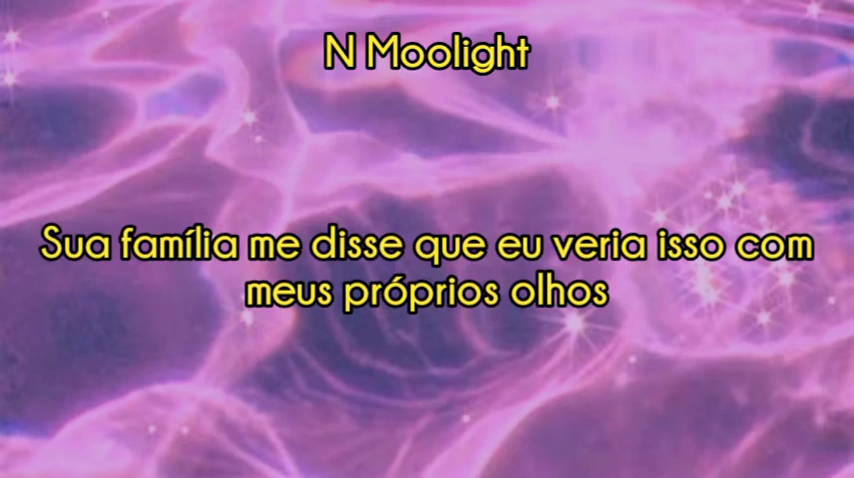 N Moolight
Sua família me disse que eu veria isso com
meus próprios olhos